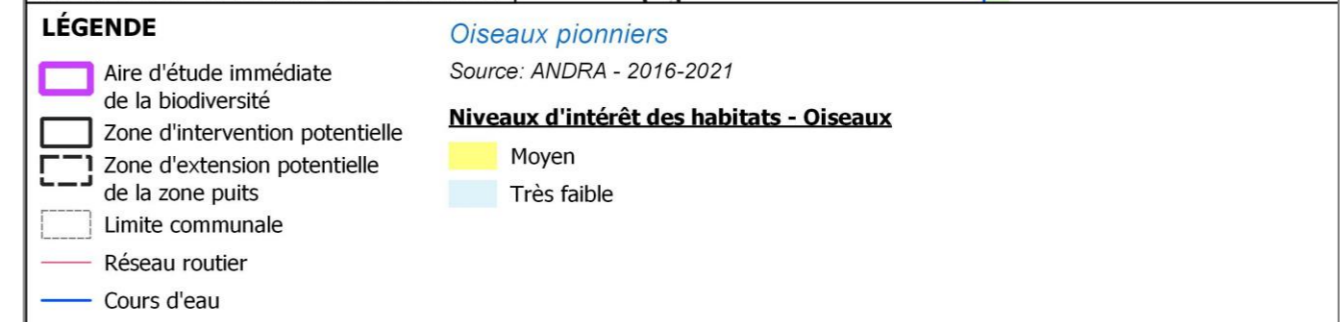 LÉGENDE
Aire d'étude immédiate
de la biodiversité
Zone d'intervention potentielle
Zone d'extension potentielle
de la zone puits
Limite communale
Réseau routier
Cours d'eau
Oiseaux pionniers
Source: ANDRA - 2016-2021
Niveaux d'intérêt des habitats - Oiseaux
Moyen
Très faible